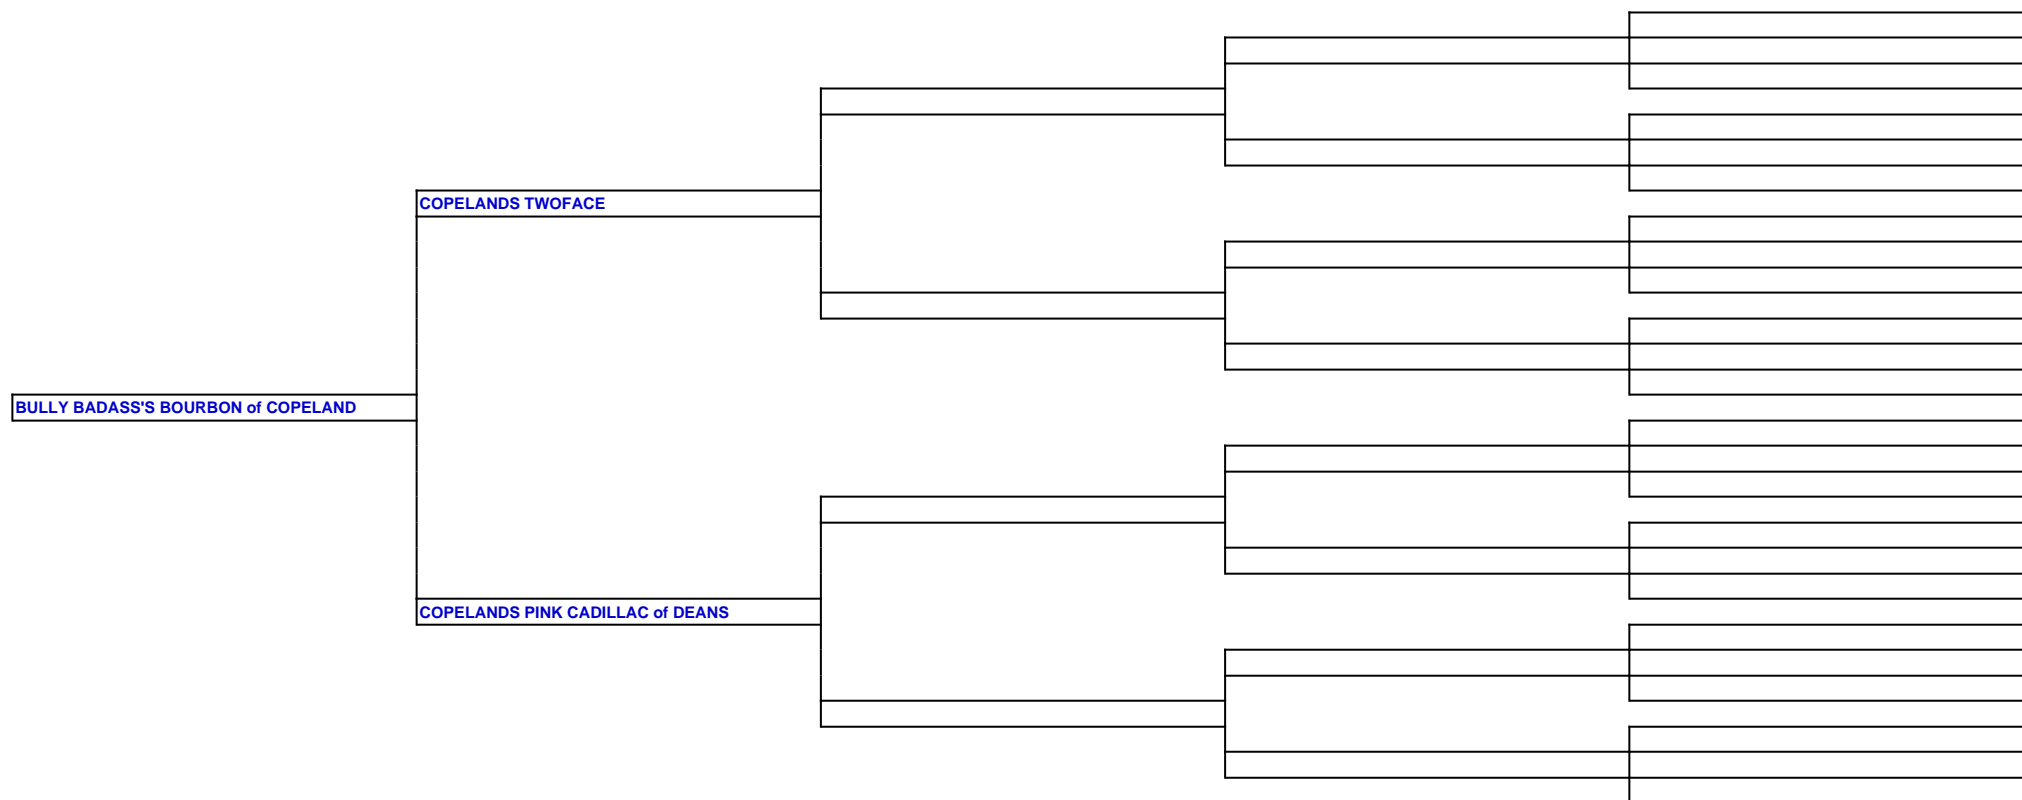 COPELANDS TWOFACE
BULLY BADASS'S BOURBON of COPELAND
COPELANDS PINK CADILLAC of DEANS